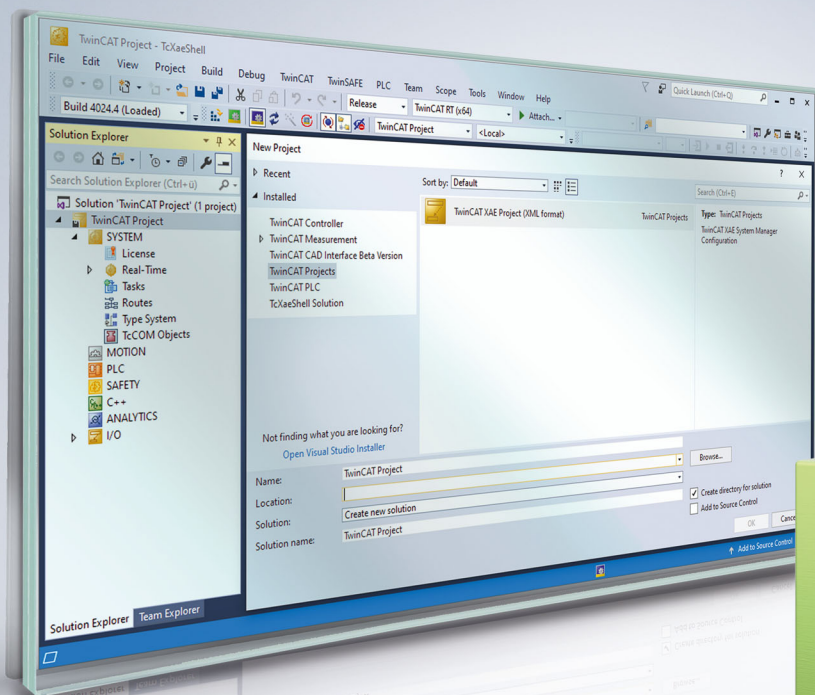 TwinCAT Project - TcXaeShell
File Edit View Project Build Debug TwinCAT TwinSAFE PLC Team Scope Tools Window Help
Quick Launch (Ctrl+Q)
Release TwinCAT RT (x64) Attach...
Build 4024.4 (Loaded) TwinCAT Project <Local>
Solution Explorer
Search Solution Explorer (Ctrl+ü)
Solution 'TwinCAT Project' (1 project)
TwinCAT Project
SYSTEM
License
Real-Time
Tasks
Routes
Type System
TcCOM Objects
MOTION
PLC
SAFETY
C++
ANALYTICS
I/O
Solution Explorer Team Explorer
New Project
? X
Recent
Installed
TwinCAT Controller
TwinCAT Measurement
TwinCAT CAD Interface Beta Version
TwinCAT Projects
TwinCAT PLC
TcXaeShell Solution
Not finding what you are looking for?
Open Visual Studio Installer
Sort by: Default
Search (Ctrl+E)
TwinCAT XAE Project (XML format) TwinCAT Projects
Type: TwinCAT Projects
TwinCAT XAE System Manager
Configuration
Name: TwinCAT Project
Location:
Browse...
Solution: Create new solution
Solution name: TwinCAT Project
Create directory for solution
Add to Source Control
OK Cance
Add to Source Control